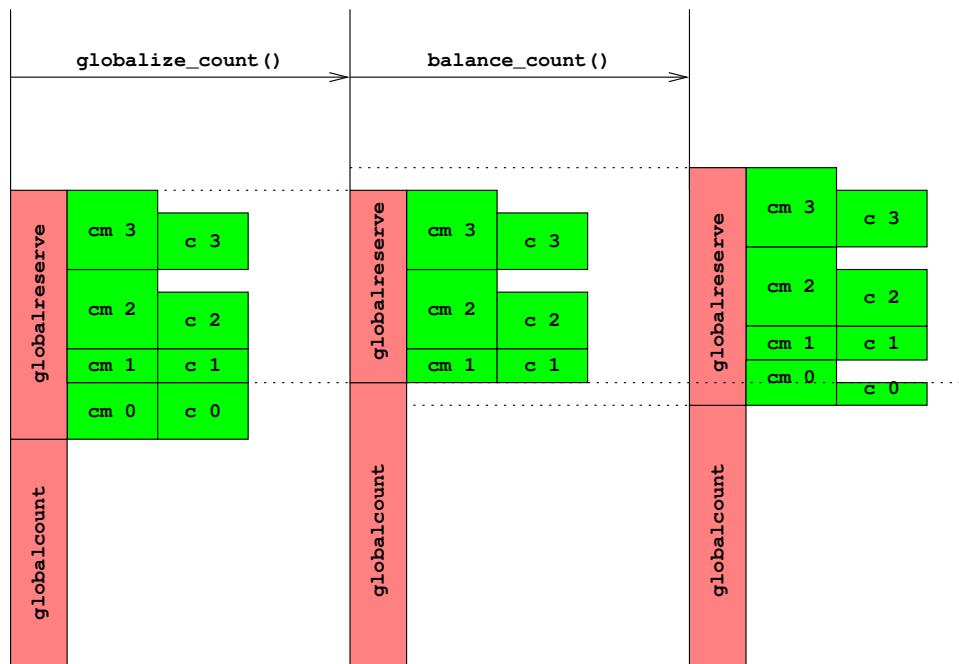 globalize_count()
balance_count()
globalreserve
cm 3
c 3
cm 2
c 2
cm 1
c 1
cm 0
c 0
globalcount
globalreserve
cm 3
c 3
cm 2
c 2
cm 1
c 1
globalcount
globalreserve
cm 3
c 3
cm 2
c 2
cm 1
c 1
cm 0
c 0
globalcount